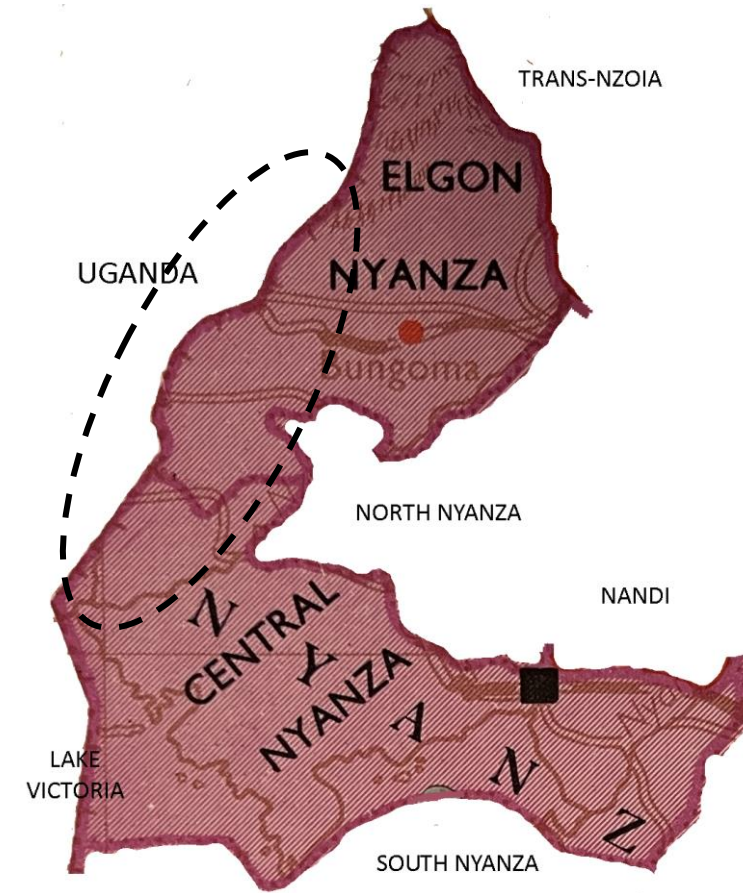 TRANS-NZOIA
ELGON
NYANZA
UGANDA
Bungoma
NORTH NYANZA
NANDI
CENTRAL
NYANZA
N Y A N Z
LAKE
VICTORIA
SOUTH NYANZA